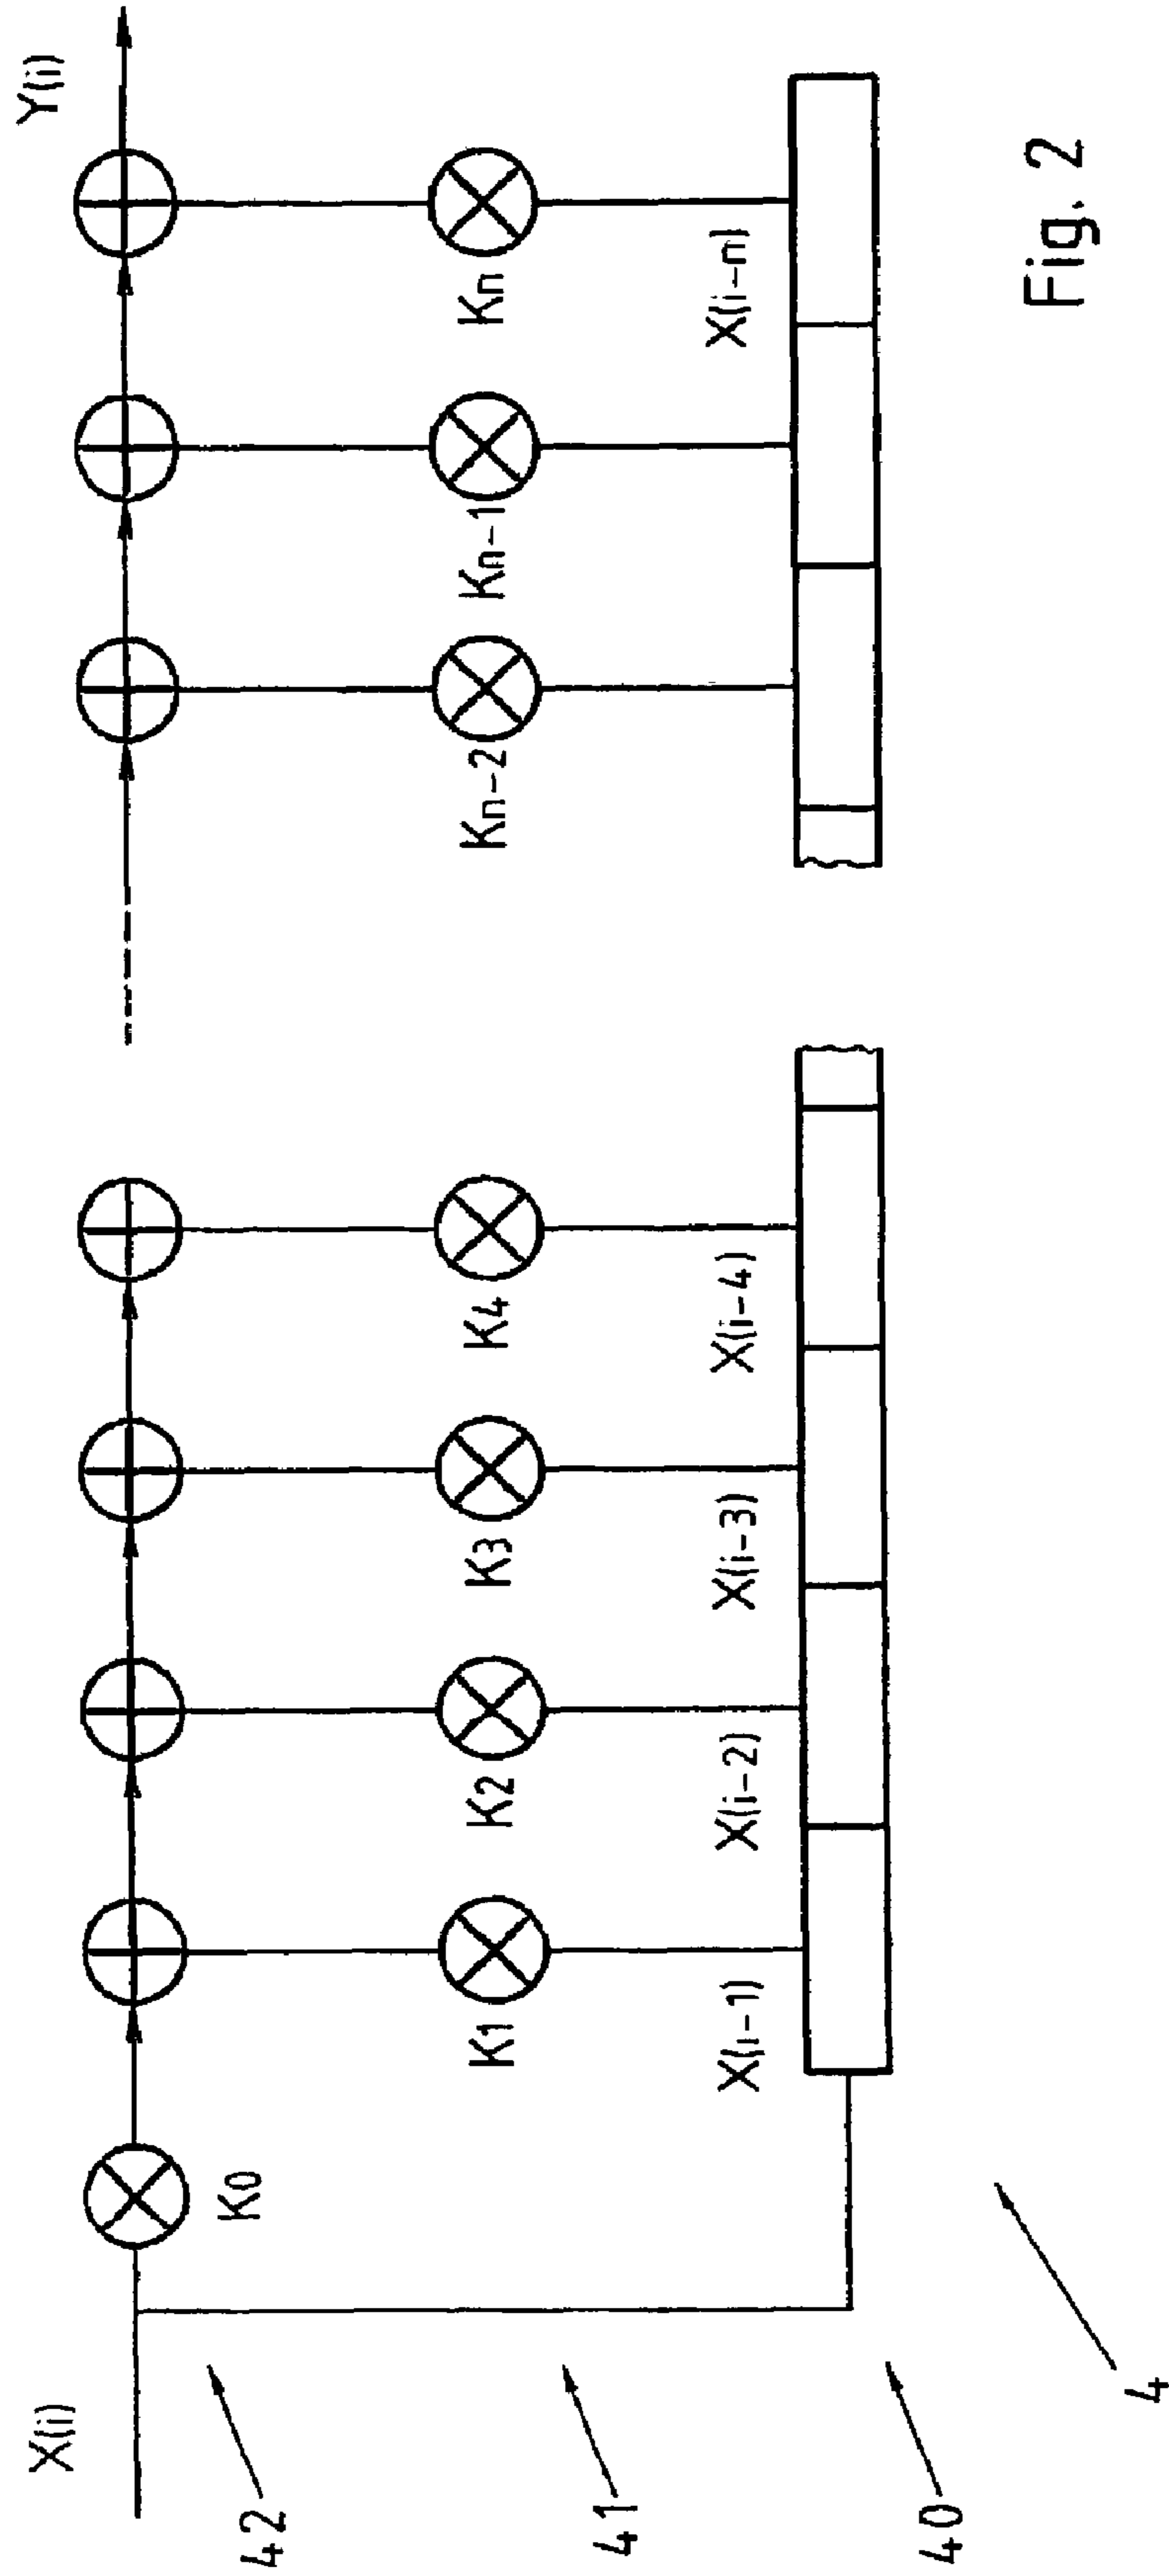 X(i)
Y(i)
K0
K1
K2
K3
K4
Kn-2
Kn-1
Kn
X(i-1)
X(i-2)
X(i-3)
X(i-4)
X(i-n)
42
41
40
4
Fig. 2